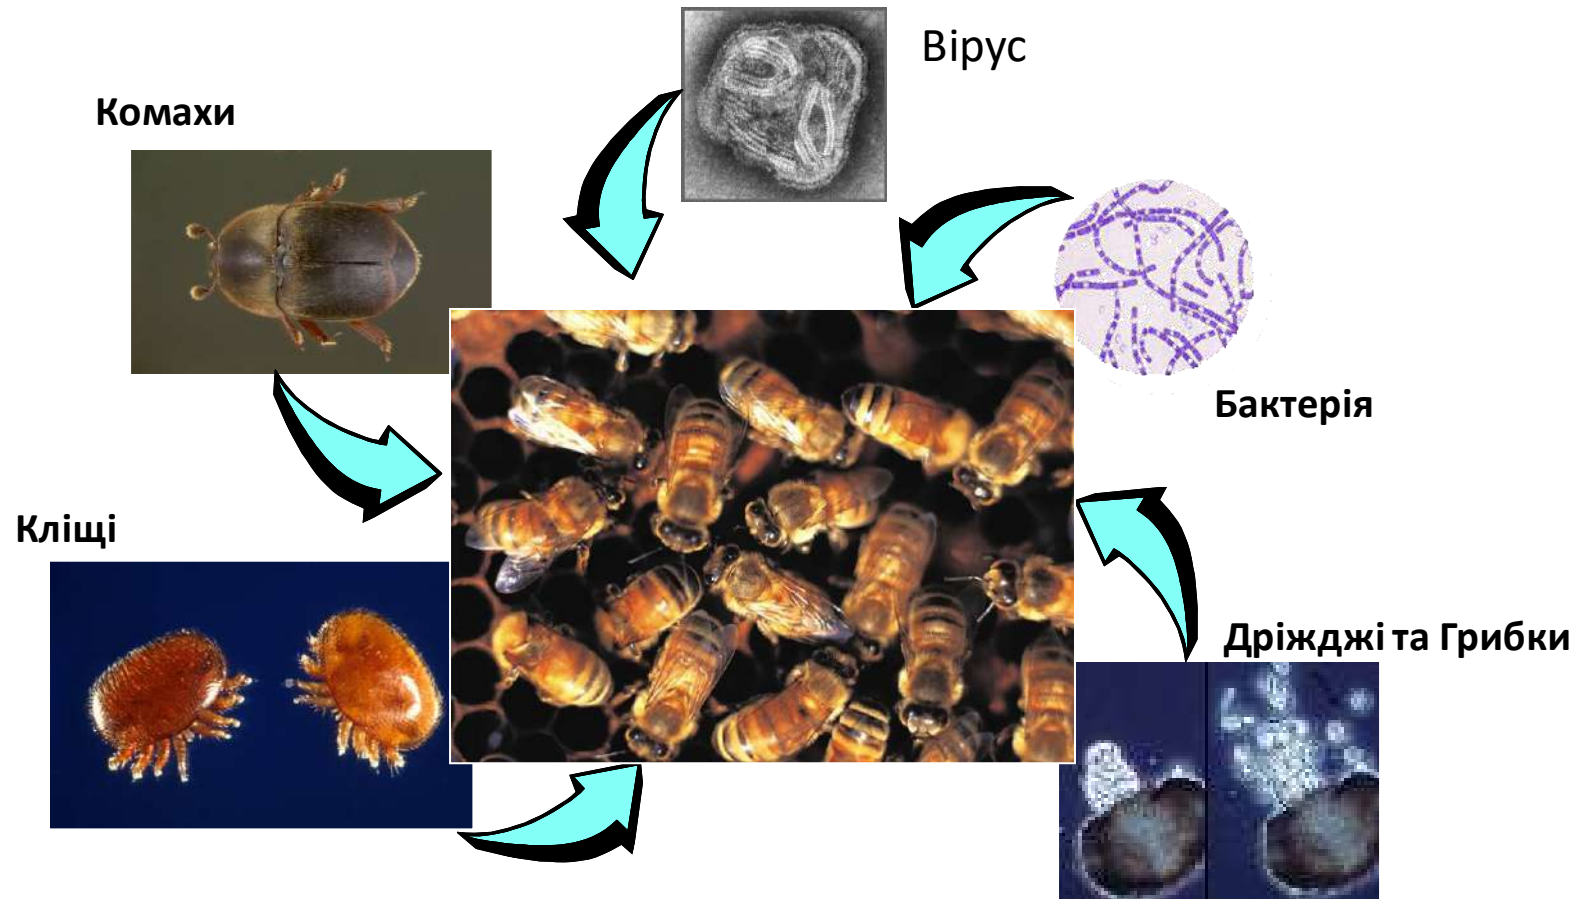 Вірус
Комахи
Бактерія
Кліщі
Дріжджі та Грибки